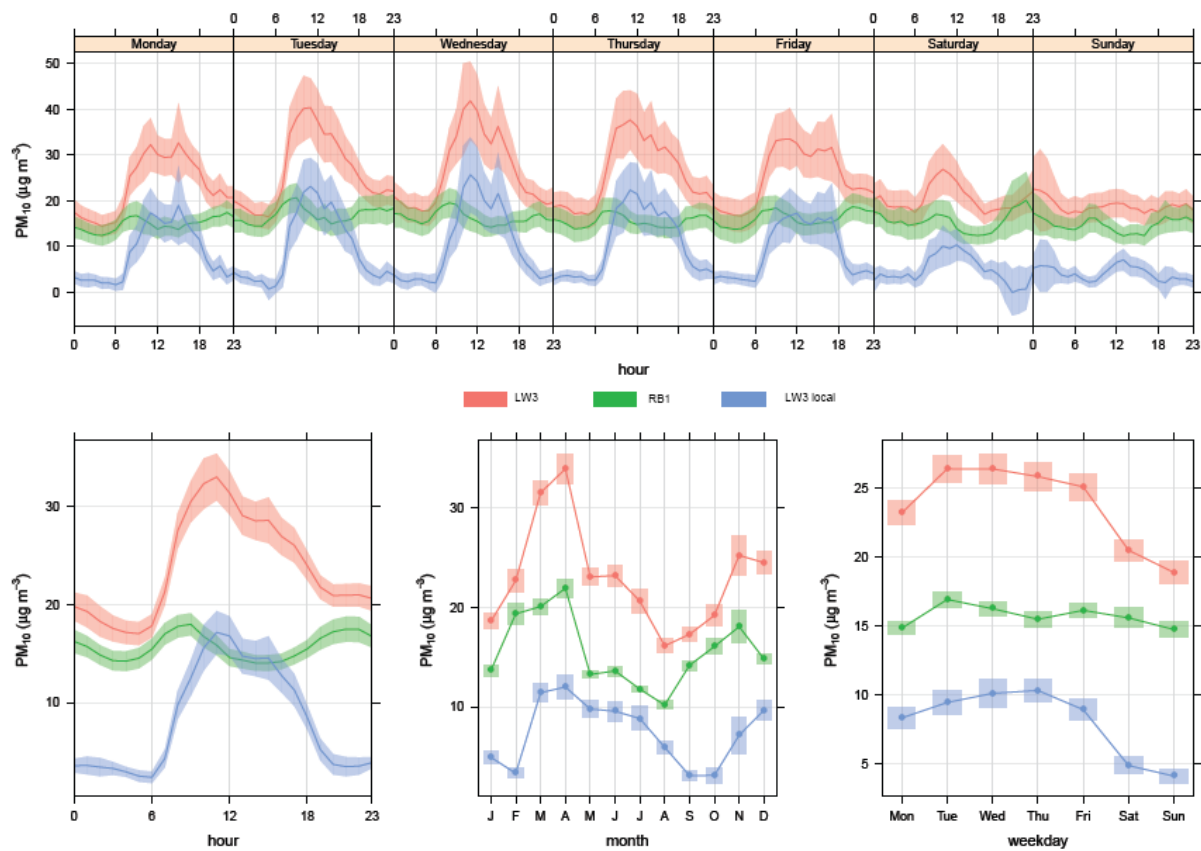 0 6 12 18 23 0 6 12 18 23 0 6 12 18 23
Monday Tuesday Wednesday Thursday Friday Saturday Sunday
50
40
30
20
10
0
PM₁₀ (µg m⁻³)
0 6 12 18 23 0 6 12 18 23 0 6 12 18 23 0 6 12 18 23
hour
LW3 RB1 LW3 local
30
20
10
PM₁₀ (µg m⁻³)
0 6 12 18 23
hour
30
20
10
PM₁₀ (µg m⁻³)
J F M A M J J A S O N D
month
25
20
15
10
5
PM₁₀ (µg m⁻³)
Mon Tue Wed Thu Fri Sat Sun
weekday